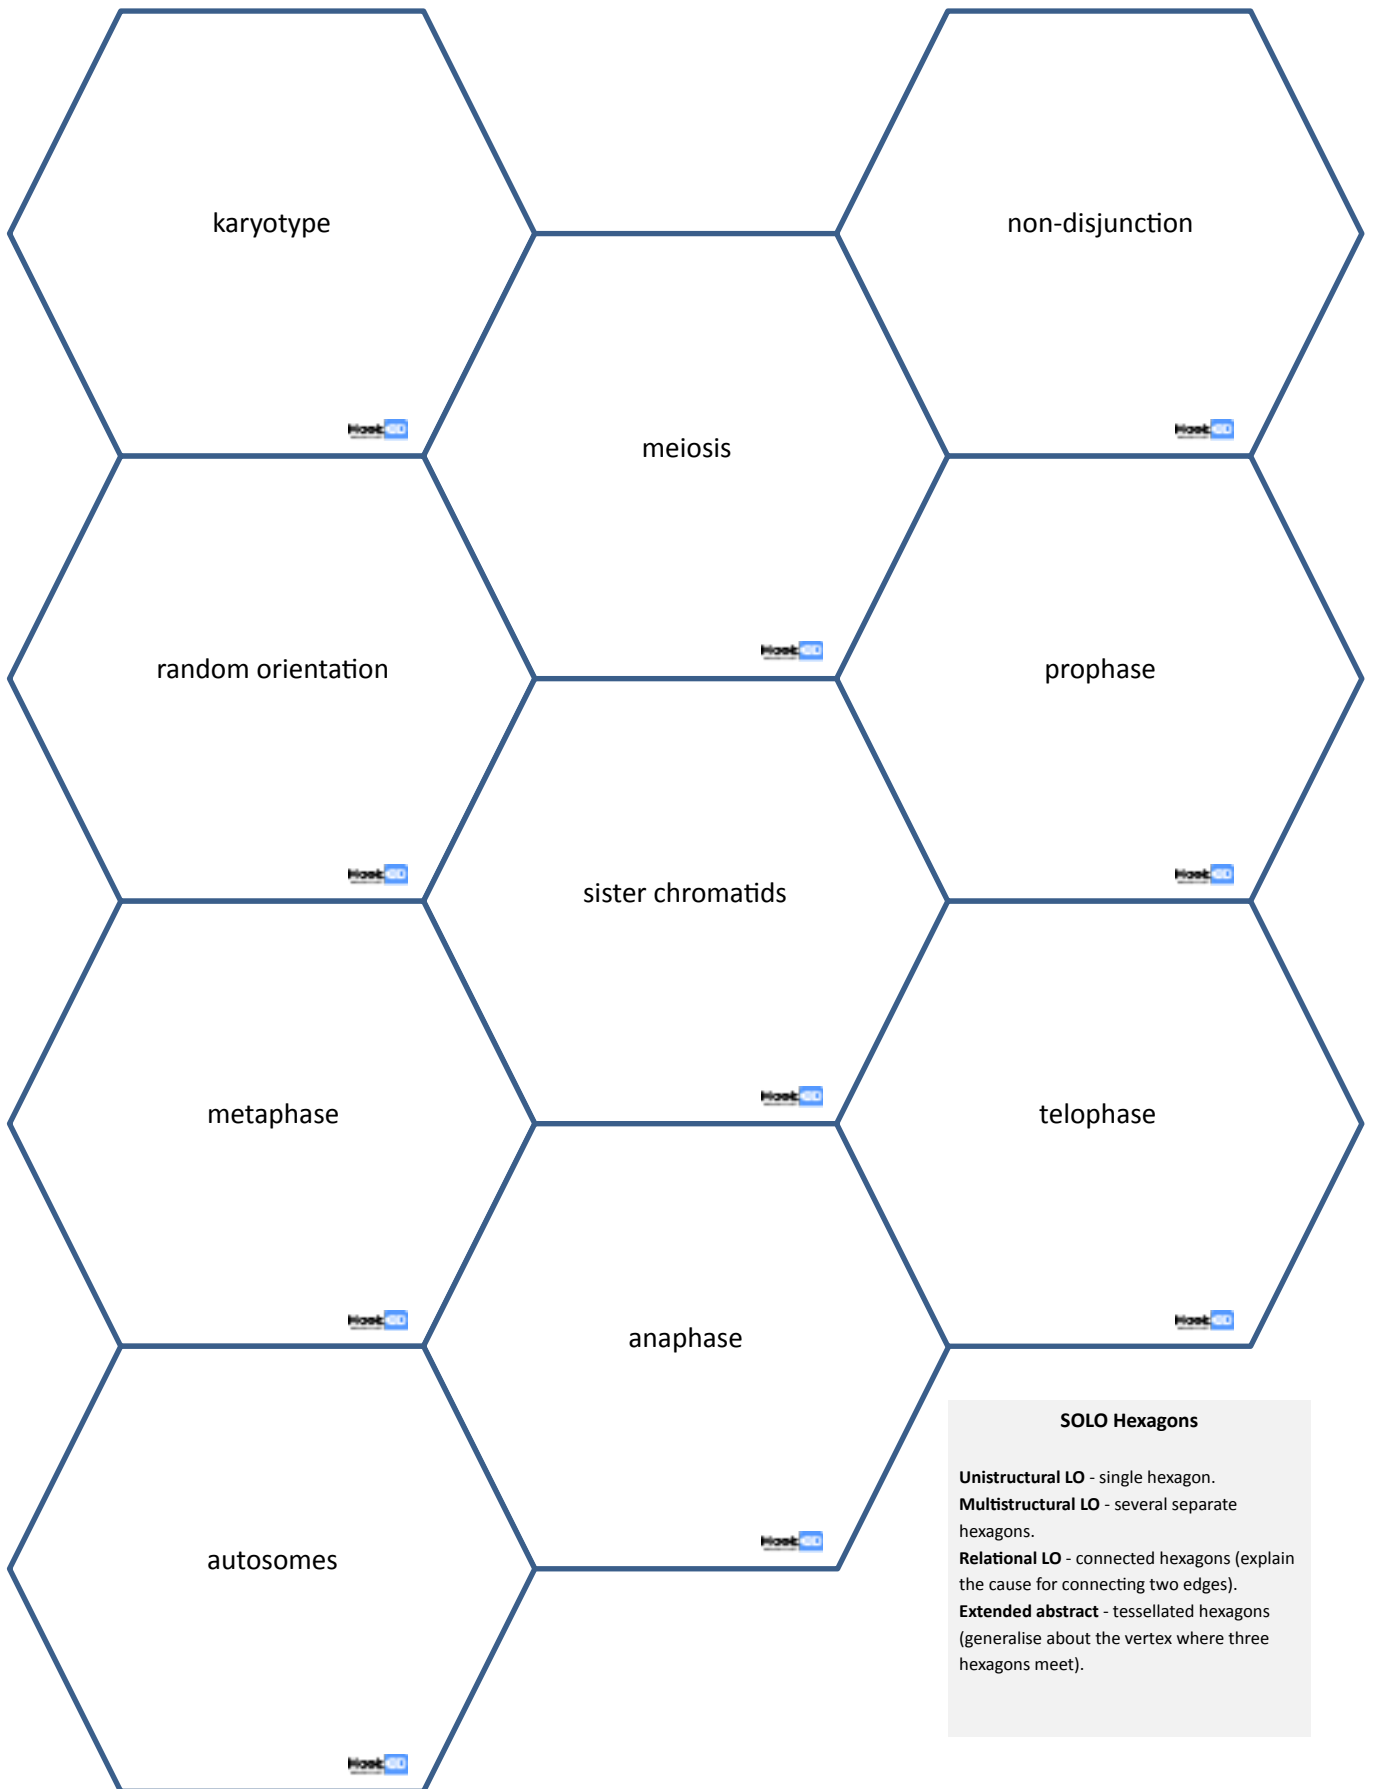 karyotype
non-disjunction
meiosis
random orientation
prophase
sister chromatids
metaphase
telophase
anaphase
autosomes
SOLO Hexagons
Unistructural LO - single hexagon.
Multistructural LO - several separate
hexagons.
Relational LO - connected hexagons (explain
the cause for connecting two edges).
Extended abstract - tessellated hexagons
(generalise about the vertex where three
hexagons meet).